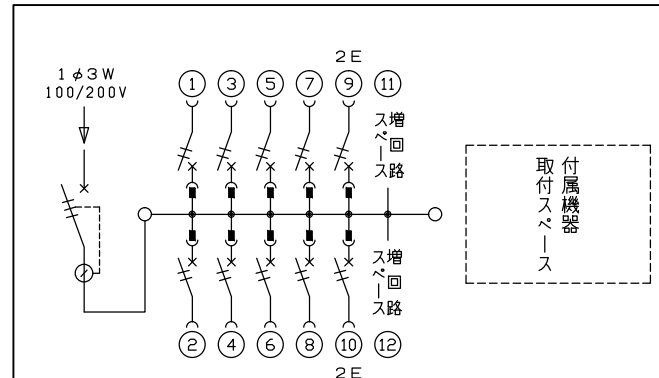 1φ3W
100/200V
2E
① ③ ⑤ ⑦ ⑨ ⑪
増回路
スペース
付属機器
取付スペース
増回路
スペース
② ④ ⑥ ⑧ ⑩ ⑫
2E